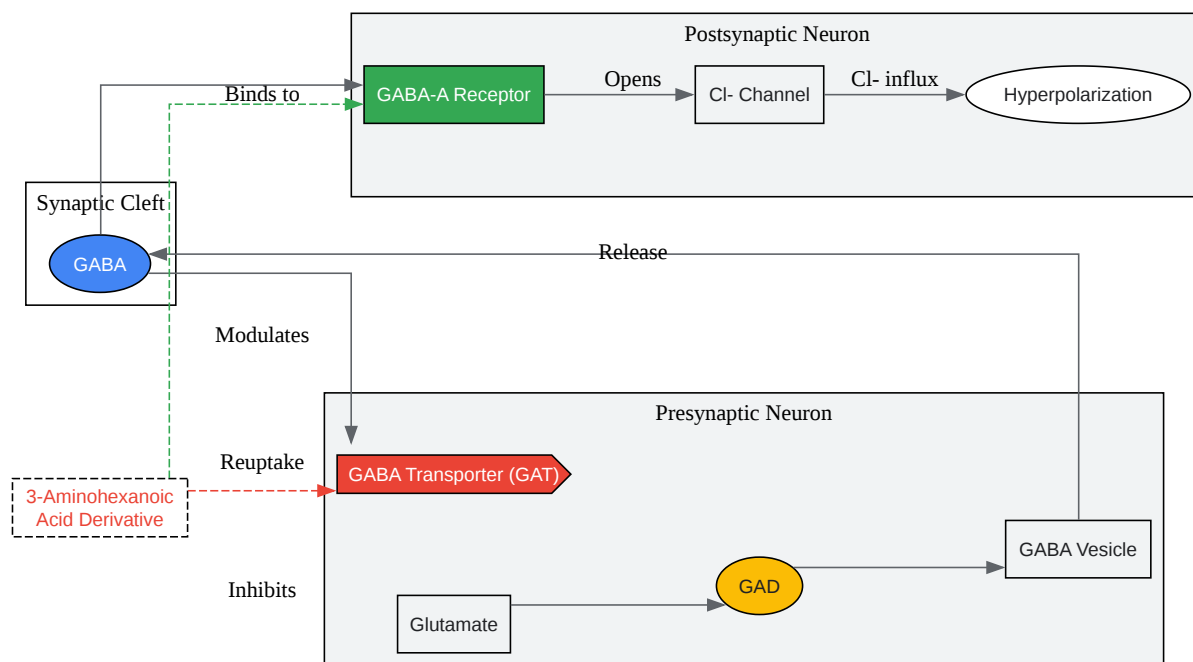 Postsynaptic Neuron
Binds to
GABA-A Receptor
Opens
Cl- Channel
Cl- influx
Hyperpolarization
Synaptic Cleft
GABA
Release
Modulates
Presynaptic Neuron
Reuptake
GABA Transporter (GAT)
3-Aminohexanoic
Acid Derivative
GABA Vesicle
Inhibits
GAD
Glutamate